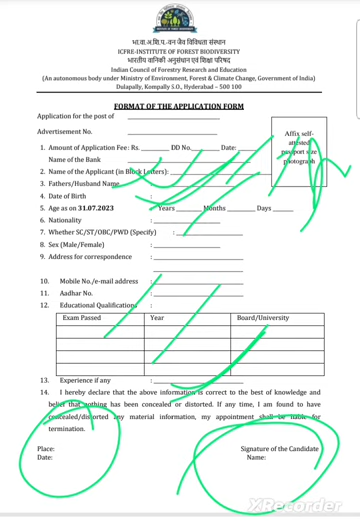 भा.वा.अ.शि.प.-वन जैव विविधता संस्थान
ICFRE-INSTITUTE OF FOREST BIODIVERSITY
भारतीय वानिकी अनुसंधान एवं शिक्षा परिषद
Indian Council of Forestry Research and Education
(An autonomous body under Ministry of Environment, Forest & Climate Change, Government of India)
Dulapally, Kompally S.O., Hyderabad – 500 100
FORMAT OF THE APPLICATION FORM
Application for the post of
Advertisement No.
Affix self-attested passport size photograph
1. Amount of Application Fee: Rs. DD No. Date:
Name of the Bank
2. Name of the Applicant (in Block Letters):
3. Fathers/Husband Name
4. Date of Birth :
5. Age as on 31.07.2023 Years Months Days
6. Nationality :
7. Whether SC/ST/OBC/PWD (Specify) :
8. Sex (Male/Female) :
9. Address for correspondence :
10. Mobile No./e-mail address :
11. Aadhar No. :
12. Educational Qualifications :
Exam Passed Year Board/University
13. Experience if any :
14. I hereby declare that the above information is correct to the best of knowledge and
belief that nothing has been concealed or distorted. If any time, I am found to have
concealed/distorted any material information, my appointment shall be liable for
termination.
Place: Signature of the Candidate
Date: Name:
XRecorder